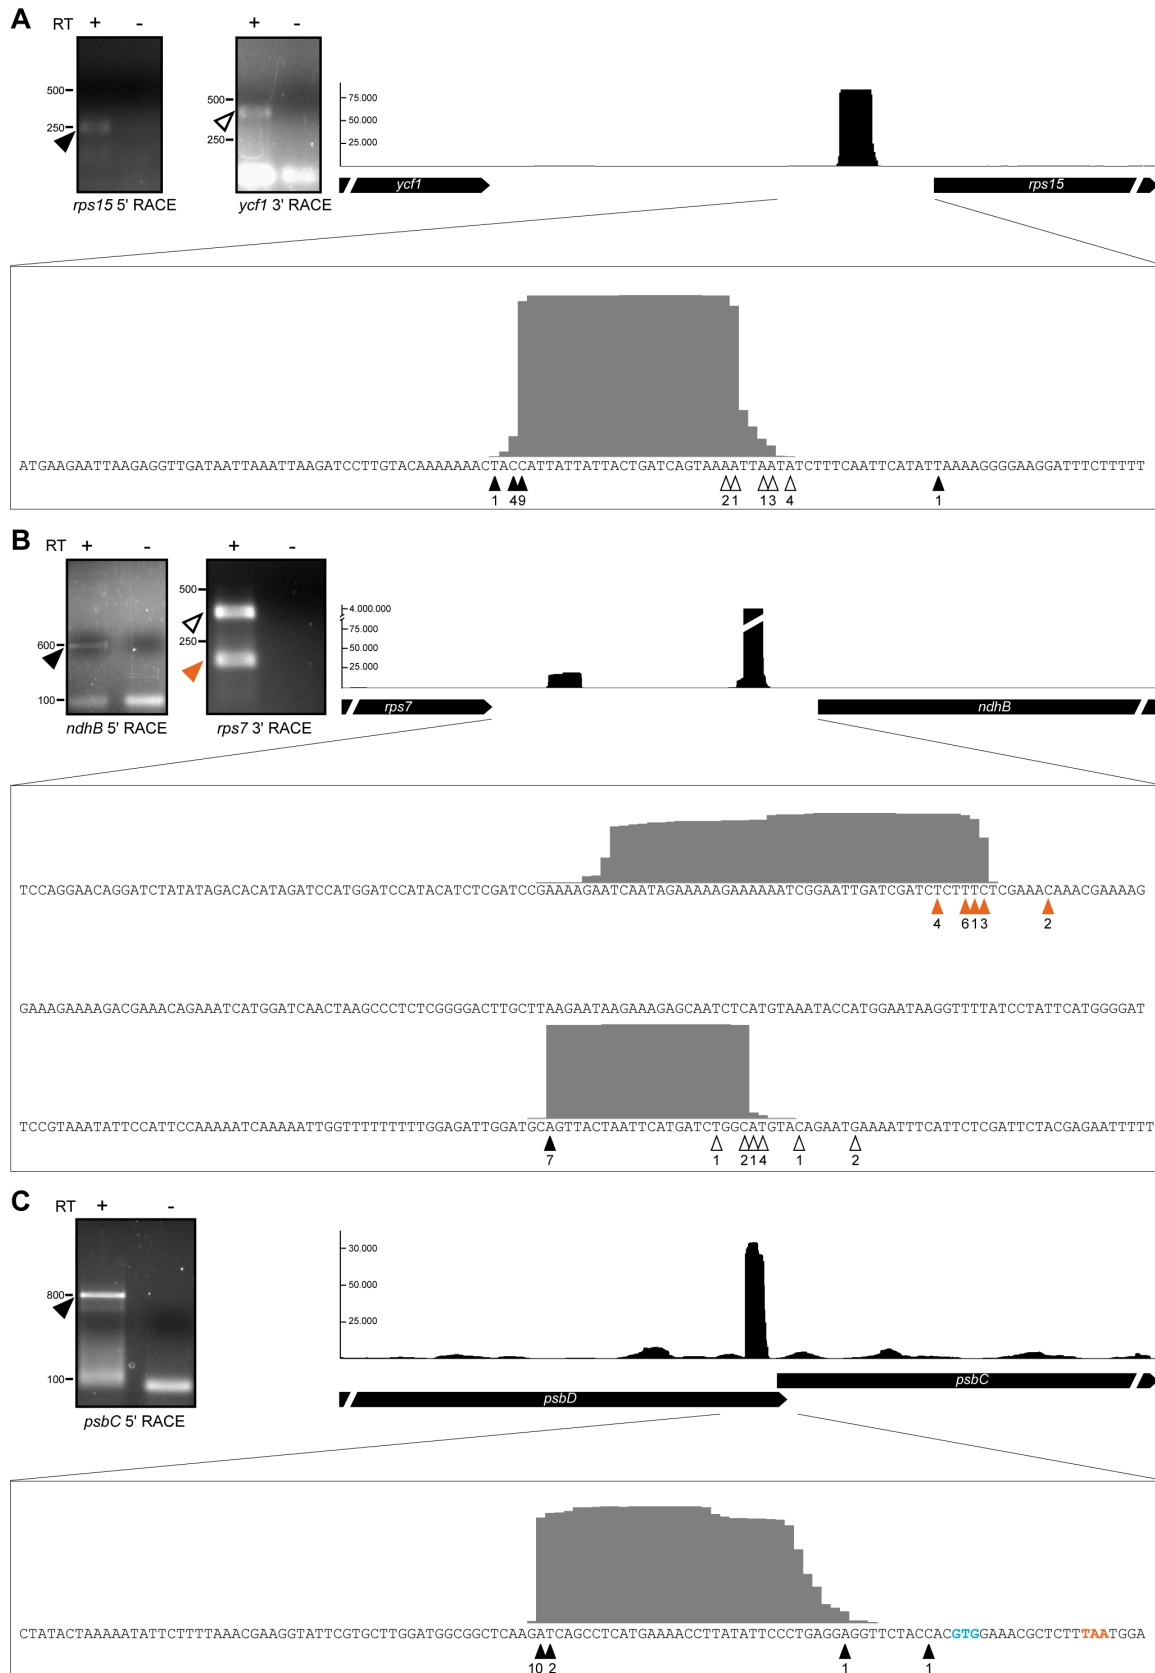 A
RT + -
+ -
500
250
rps15 5' RACE
500
250
ycf1 3' RACE
75.000
50.000
25.000
ycf1
rps15
ATGAAGAATTAAGAGGTTGATAATTAAATTAAGATCCTTGTACAAAAAAACTACCATTATTATTACTGATCAGTAAAAATTAATATCTTTCAATTCATATTAAAAGGGGAAGGATTTCTTTTT
1 49 21 13 4 1
B
RT + -
+ -
600
100
ndhB 5' RACE
500
250
rps7 3' RACE
4.000.000
75.000
50.000
25.000
rps7
ndhB
TCCAGGAACAGGATCTATATAGACACATAGATCCATGGATCCATACATCTCGATCCGAAAAGAATCAATAGAAAAAGAAAAAATCGGAATTGATCGATCTCTTTTCTCGAAACAAACGAAAAG
4 613 2
GAAAGAAAAGACGAAACAGAAATCATGGATCAACTAAGCCCTCTCGGGGACTTGCTTAAGAATAAGAAAGAGCAATCTCATGTAAATACCATGGAATAAGGTTTTATCCTATTCATGGGGAT
TCCGTAAATATTCCATTCCAAAAATCAAAAATTGGTTTTTTTTTTGGAGATTGGATGCAGTTACTAATTCATGATCTGGCATGTACAGAATGAAAATTTCATTCTCGATTCTACGAGAATTTTT
7 1 214 1 2
C
RT + -
800
100
psbC 5' RACE
30.000
50.000
25.000
psbC
psbD
CTATACTAAAAATATTCTTTTAAACGAAGGTATTCGTGCTTGGATGGCGGCTCAAGATCAGCCTCATGAAAACCTTATATTCCCTGAGGAGGTTCTACCACGTGGAAACGCTCTTTAATGGA
10 2 1 1